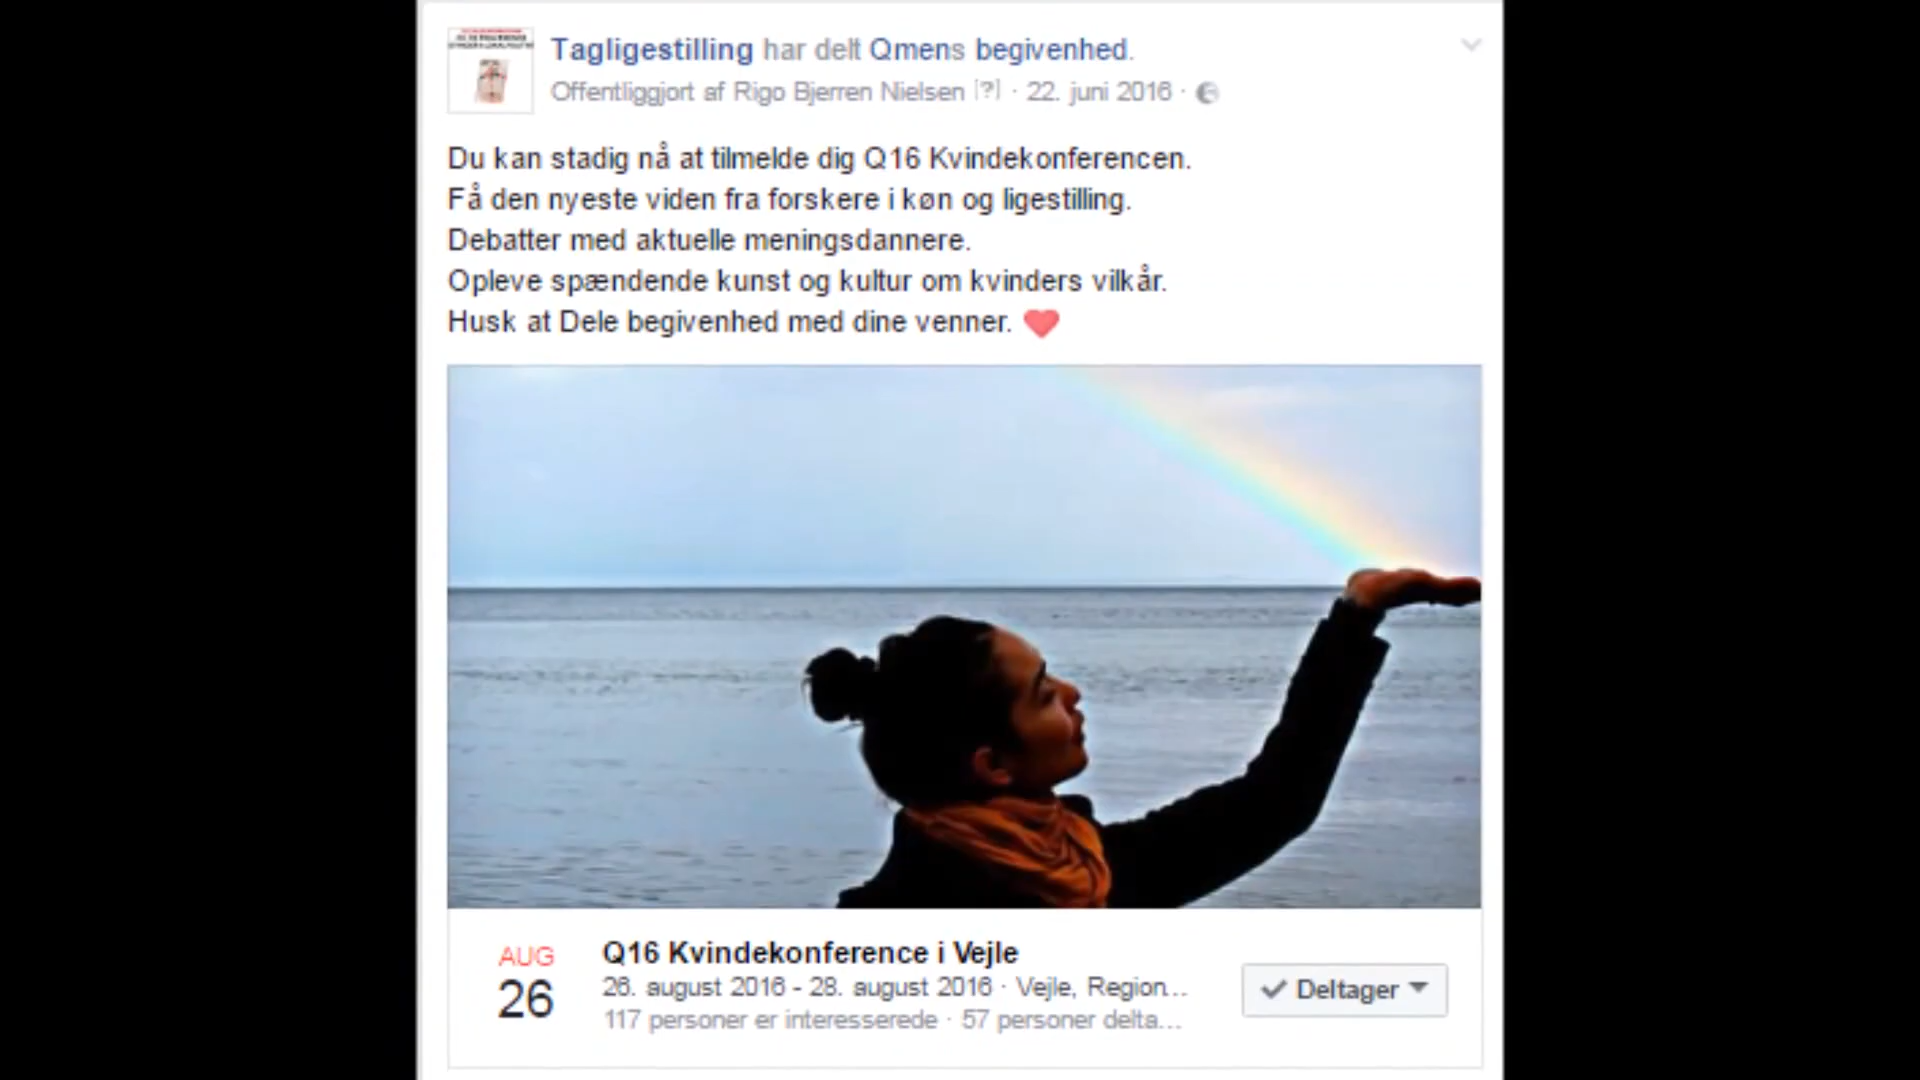 Tagligestilling har delt Qmens begivenhed.
Offentliggjort af Rigo Bjerren Nielsen [?] · 22. juni 2016 ·
Du kan stadig nå at tilmelde dig Q16 Kvindekonferencen.
Få den nyeste viden fra forskere i køn og ligestilling.
Debatter med aktuelle meningsdannere.
Opleve spændende kunst og kultur om kvinders vilkår.
Husk at Dele begivenhed med dine venner.
AUG
26
Q16 Kvindekonference i Vejle
26. august 2016 - 28. august 2016 · Vejle, Region...
117 personer er interesserede · 57 personer delta...
Deltager